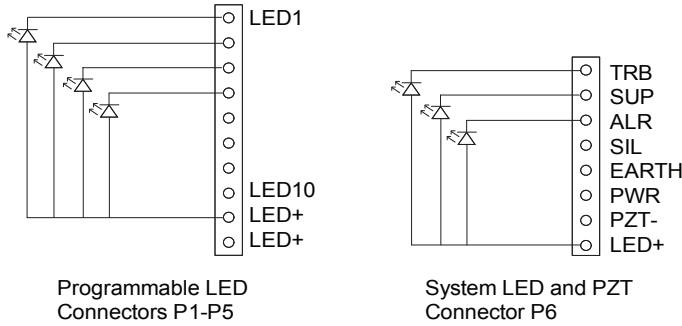 LED1
LED10
LED+
LED+
Programmable LED
Connectors P1-P5
TRB
SUP
ALR
SIL
EARTH
PWR
PZT-
LED+
System LED and PZT
Connector P6